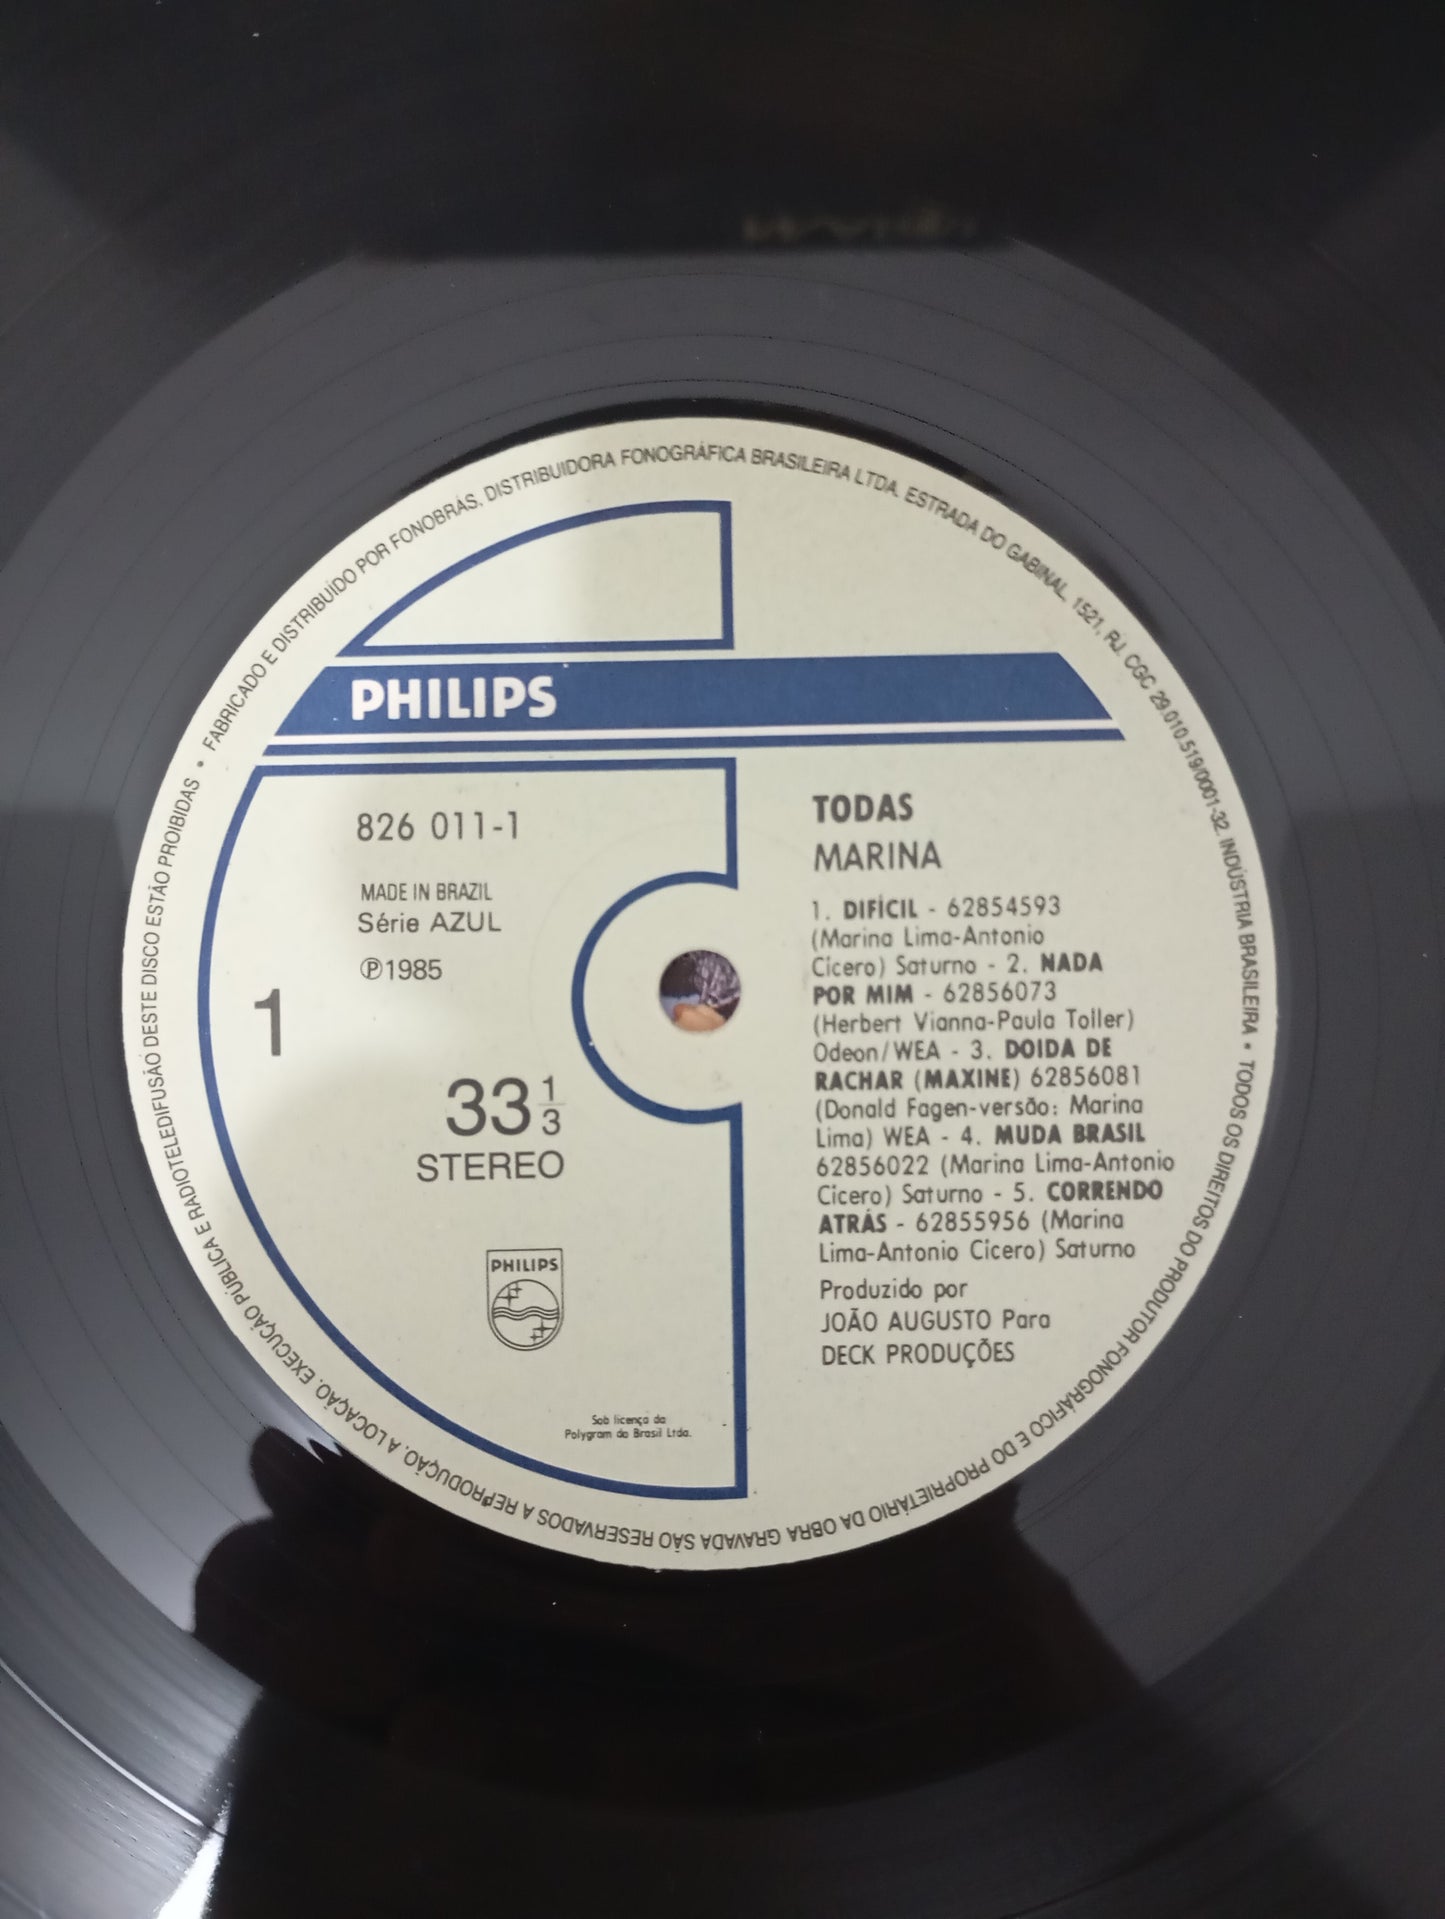 • FABRICADO E DISTRIBUÍDO POR FONOBRÁS, DISTRIBUIDORA FONOGRÁFICA BRASILEIRA LTDA. ESTRADA DO GABINAL, 1521, RJ. CGC 29.010.519/0001-32. INDÚSTRIA BRASILEIRA • TODOS OS DIREITOS DO PRODUTOR FONOGRÁFICO E DO PROPRIETÁRIO DA OBRA GRAVADA SÃO RESERVADOS A REPRODUÇÃO. A LOCAÇÃO. EXECUÇÃO PÚBLICA E RADIOTELEDIFUSÃO DESTE DISCO ESTÃO PROIBIDAS
PHILIPS
826 011-1
MADE IN BRAZIL
Série AZUL
Ⓟ1985
1
33 1/3
STEREO
PHILIPS
Sob licença da
Polygram do Brasil Ltda.
TODAS
MARINA
1. DIFÍCIL - 62854593
(Marina Lima-Antonio
Cicero) Saturno - 2. NADA
POR MIM - 62856073
(Herbert Vianna-Paula Toller)
Odeon/WEA - 3. DOIDA DE
RACHAR (MAXINE) 62856081
(Donald Fagen-versão: Marina
Lima) WEA - 4. MUDA BRASIL
62856022 (Marina Lima-Antonio
Cicero) Saturno - 5. CORRENDO
ATRÁS - 62855956 (Marina
Lima-Antonio Cicero) Saturno
Produzido por
JOÃO AUGUSTO Para
DECK PRODUÇÕES